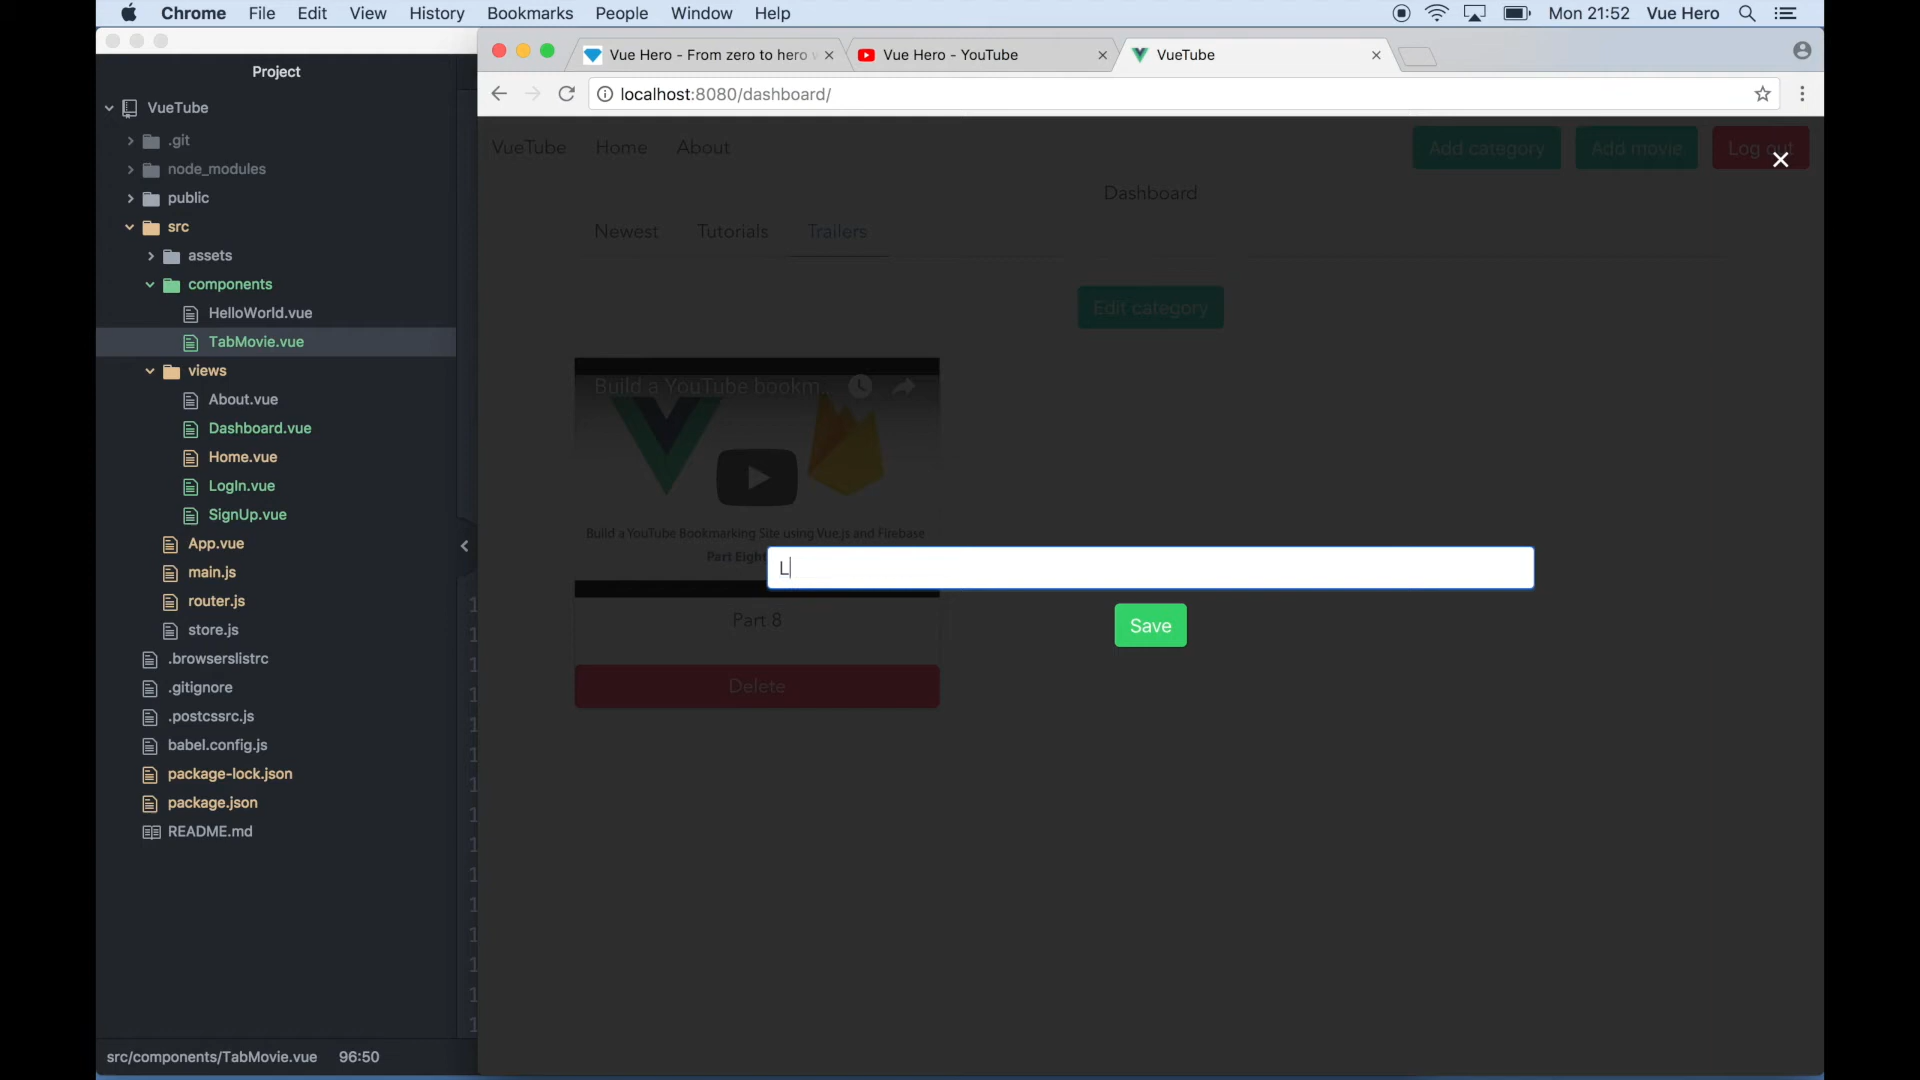 Chrome File Edit View History Bookmarks People Window Help Mon 21:52 Vue Hero
Project
VueTube
.git
node_modules
public
src
assets
components
HelloWorld.vue
TabMovie.vue
views
About.vue
Dashboard.vue
Home.vue
LogIn.vue
SignUp.vue
App.vue
main.js
router.js
store.js
.browserslistrc
.gitignore
.postcssrc.js
babel.config.js
package-lock.json
package.json
README.md
src/components/TabMovie.vue 96:50
Vue Hero - From zero to hero Vue Hero - YouTube VueTube
localhost:8080/dashboard/
VueTube Home About Add category Add movie Log out
Dashboard
Newest Tutorials Trailers
Edit category
Build a YouTube bookm...
Build a YouTube Bookmarking Site using Vue.js and Firebase
Part Eight
L
Save
Part 8
Delete